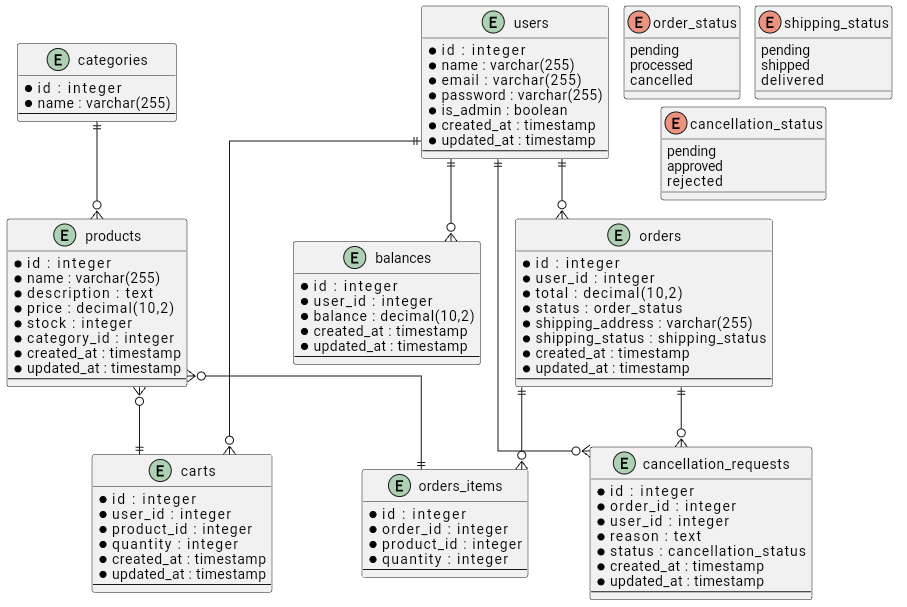 E users
id : integer
name : varchar(255)
email : varchar(255)
password : varchar(255)
is_admin : boolean
created_at : timestamp
updated_at : timestamp
E order_status
pending
processed
cancelled
E shipping_status
pending
shipped
delivered
E categories
id : integer
name : varchar(255)
E cancellation_status
pending
approved
rejected
E products
id : integer
name : varchar(255)
description : text
price : decimal(10,2)
stock : integer
category_id : integer
created_at : timestamp
updated_at : timestamp
E balances
id : integer
user_id : integer
balance : decimal(10,2)
created_at : timestamp
updated_at : timestamp
E orders
id : integer
user_id : integer
total : decimal(10,2)
status : order_status
shipping_address : varchar(255)
shipping_status : shipping_status
created_at : timestamp
updated_at : timestamp
E carts
id : integer
user_id : integer
product_id : integer
quantity : integer
created_at : timestamp
updated_at : timestamp
E orders_items
id : integer
order_id : integer
product_id : integer
quantity : integer
E cancellation_requests
id : integer
order_id : integer
user_id : integer
reason : text
status : cancellation_status
created_at : timestamp
updated_at : timestamp